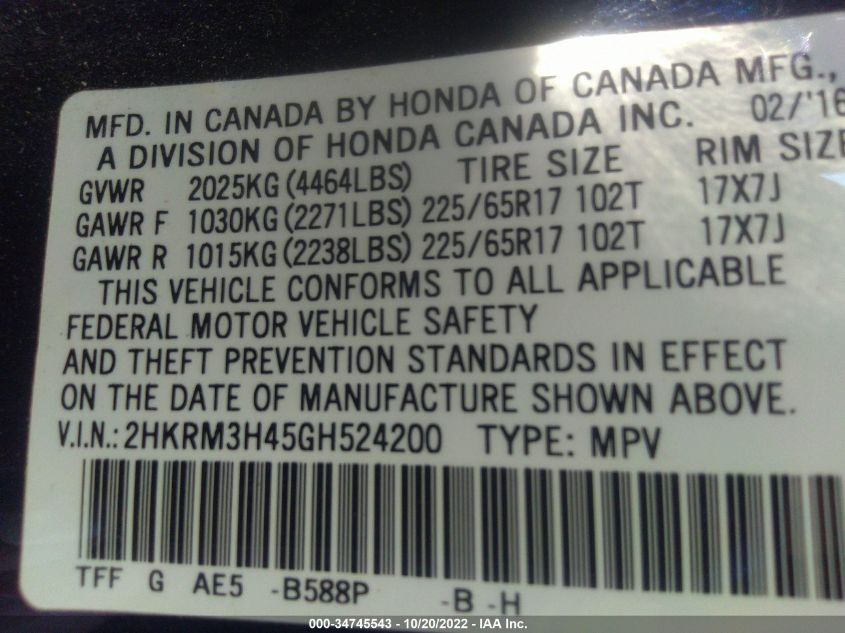 MFD. IN CANADA BY HONDA OF CANADA MFG.,
A DIVISION OF HONDA CANADA INC. 02/'16
GVWR 2025KG (4464LBS) TIRE SIZE RIM SIZE
GAWR F 1030KG (2271LBS) 225/65R17 102T 17X7J
GAWR R 1015KG (2238LBS) 225/65R17 102T 17X7J
THIS VEHICLE CONFORMS TO ALL APPLICABLE
FEDERAL MOTOR VEHICLE SAFETY
AND THEFT PREVENTION STANDARDS IN EFFECT
ON THE DATE OF MANUFACTURE SHOWN ABOVE.
V.I.N.: 2HKRM3H45GH524200 TYPE: MPV
TFF G AE5 -B588P -B -H
000-34745543 - 10/20/2022 - IAA Inc.